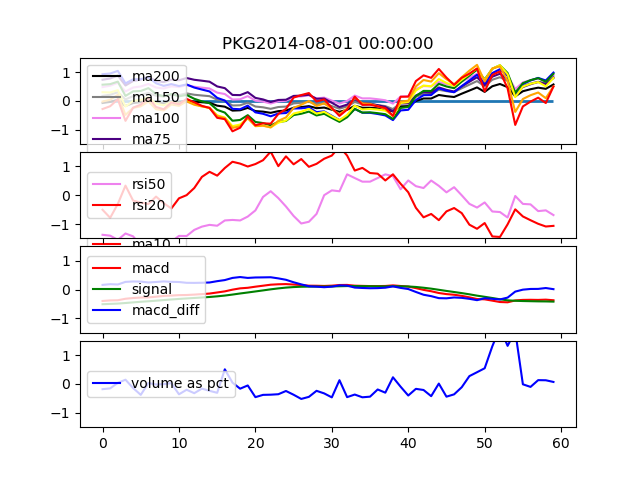 PKG2014-08-01 00:00:00
1
0
−1
ma200
ma150
ma100
ma75
1
0
−1
rsi50
rsi20
ma10
1
0
−1
macd
signal
macd_diff
1
0
−1
volume as pct
0 10 20 30 40 50 60